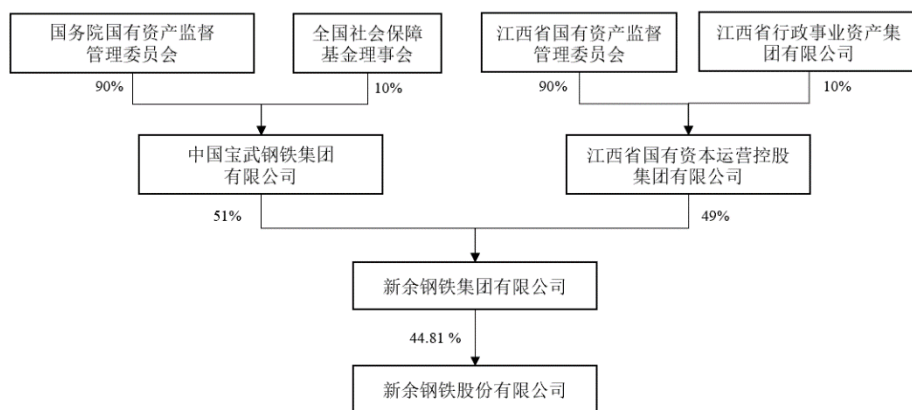 国务院国有资产监督
管理委员会
全国社会保障
基金理事会
江西省国有资产监督
管理委员会
江西省行政事业资产集
团有限公司
90%
10%
90%
10%
中国宝武钢铁集团
有限公司
江西省国有资本运营控股
集团有限公司
51%
49%
新余钢铁集团有限公司
44.81 %
新余钢铁股份有限公司